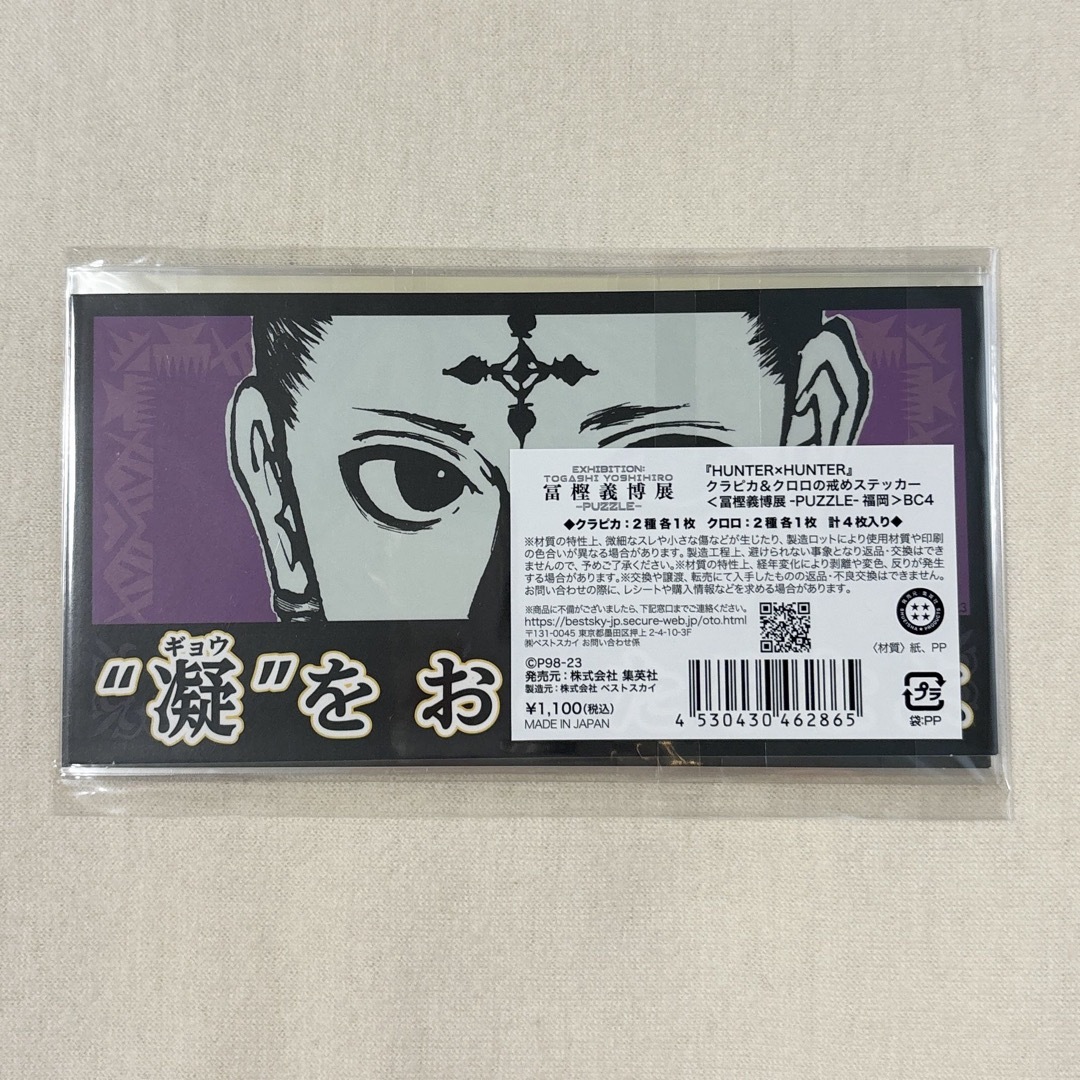 EXHIBITION:
TOGASHI YOSHIHIRO
冨樫義博展
-PUZZLE-
『HUNTER×HUNTER』
クラピカ&クロロの戒めステッカー
<冨樫義博展 -PUZZLE- 福岡>BC4
◆クラピカ:2種 各1枚 クロロ:2種 各1枚 計4枚入り◆
※材質の特性上、微細なスレや小さな傷などが生じたり、製造ロットにより使用材質や印刷
の色合いが異なる場合があります。製造工程上、避けられない事象となり返品・交換はでき
ませんので、予めご了承ください。※材質の特性上、経年変化により剥離や変色、反りが発生
する場合があります。※交換や譲渡、転売にて入手したものの返品・不良交換はできません。
お問い合わせの際に、レシートや購入情報などを求める場合があります。
※商品に不備がございましたら、下記窓口までご連絡ください。
https://bestsky-jp.secure-web.jp/oto.html
〒131-0045 東京都墨田区押上 2-4-10-3F
㈱ベストスカイ お問い合わせ係
〈材質〉紙、PP
©P98-23
発売元:株式会社 集英社
製造元:株式会社 ベストスカイ
¥1,100(税込)
MADE IN JAPAN
4 530430 462865
プラ
袋:PP
ギョウ
"凝"を お